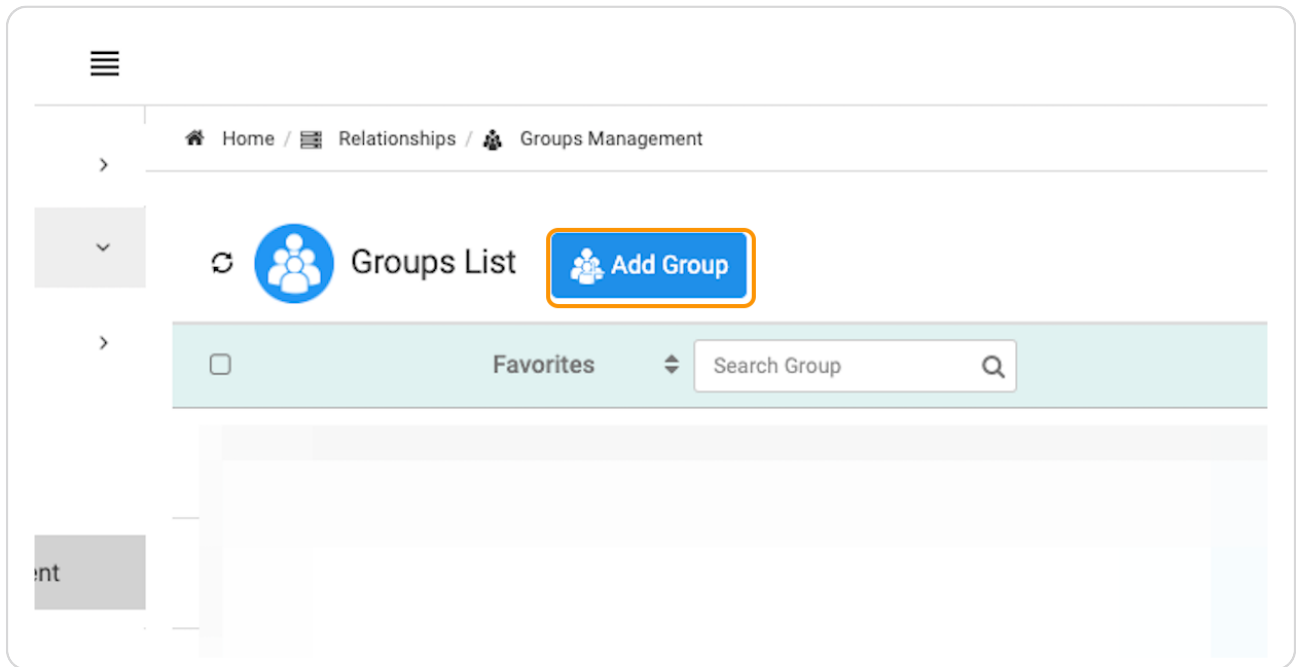 Home / Relationships / Groups Management
Groups List
Add Group
Favorites
Search Group
ent